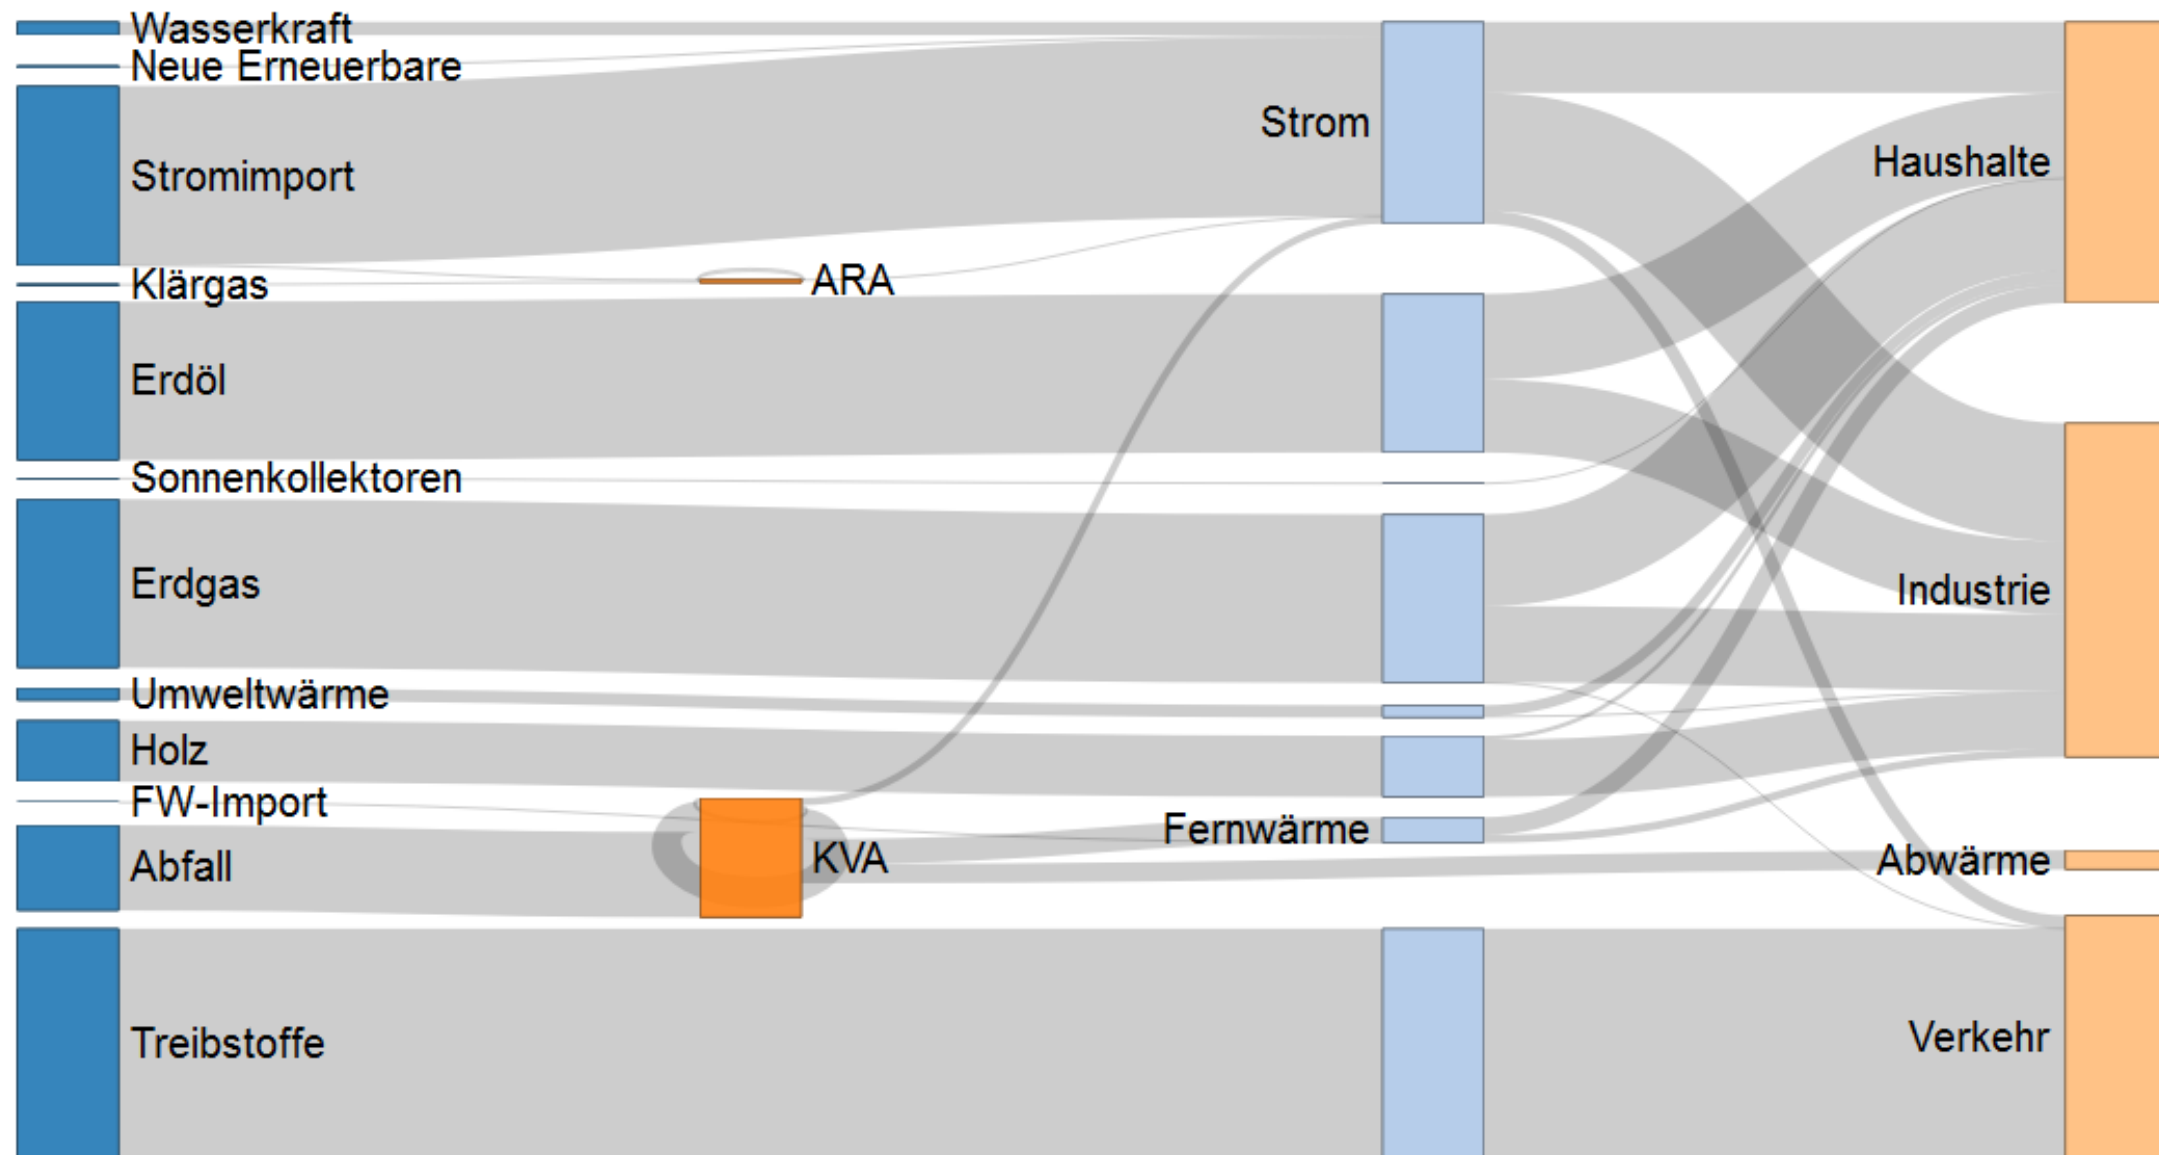 Wasserkraft
Neue Erneuerbare
Stromimport
Klärgas
Erdöl
Sonnenkollektoren
Erdgas
Umweltwärme
Holz
FW-Import
Abfall
Treibstoffe
ARA
KVA
Strom
Fernwärme
Haushalte
Industrie
Abwärme
Verkehr